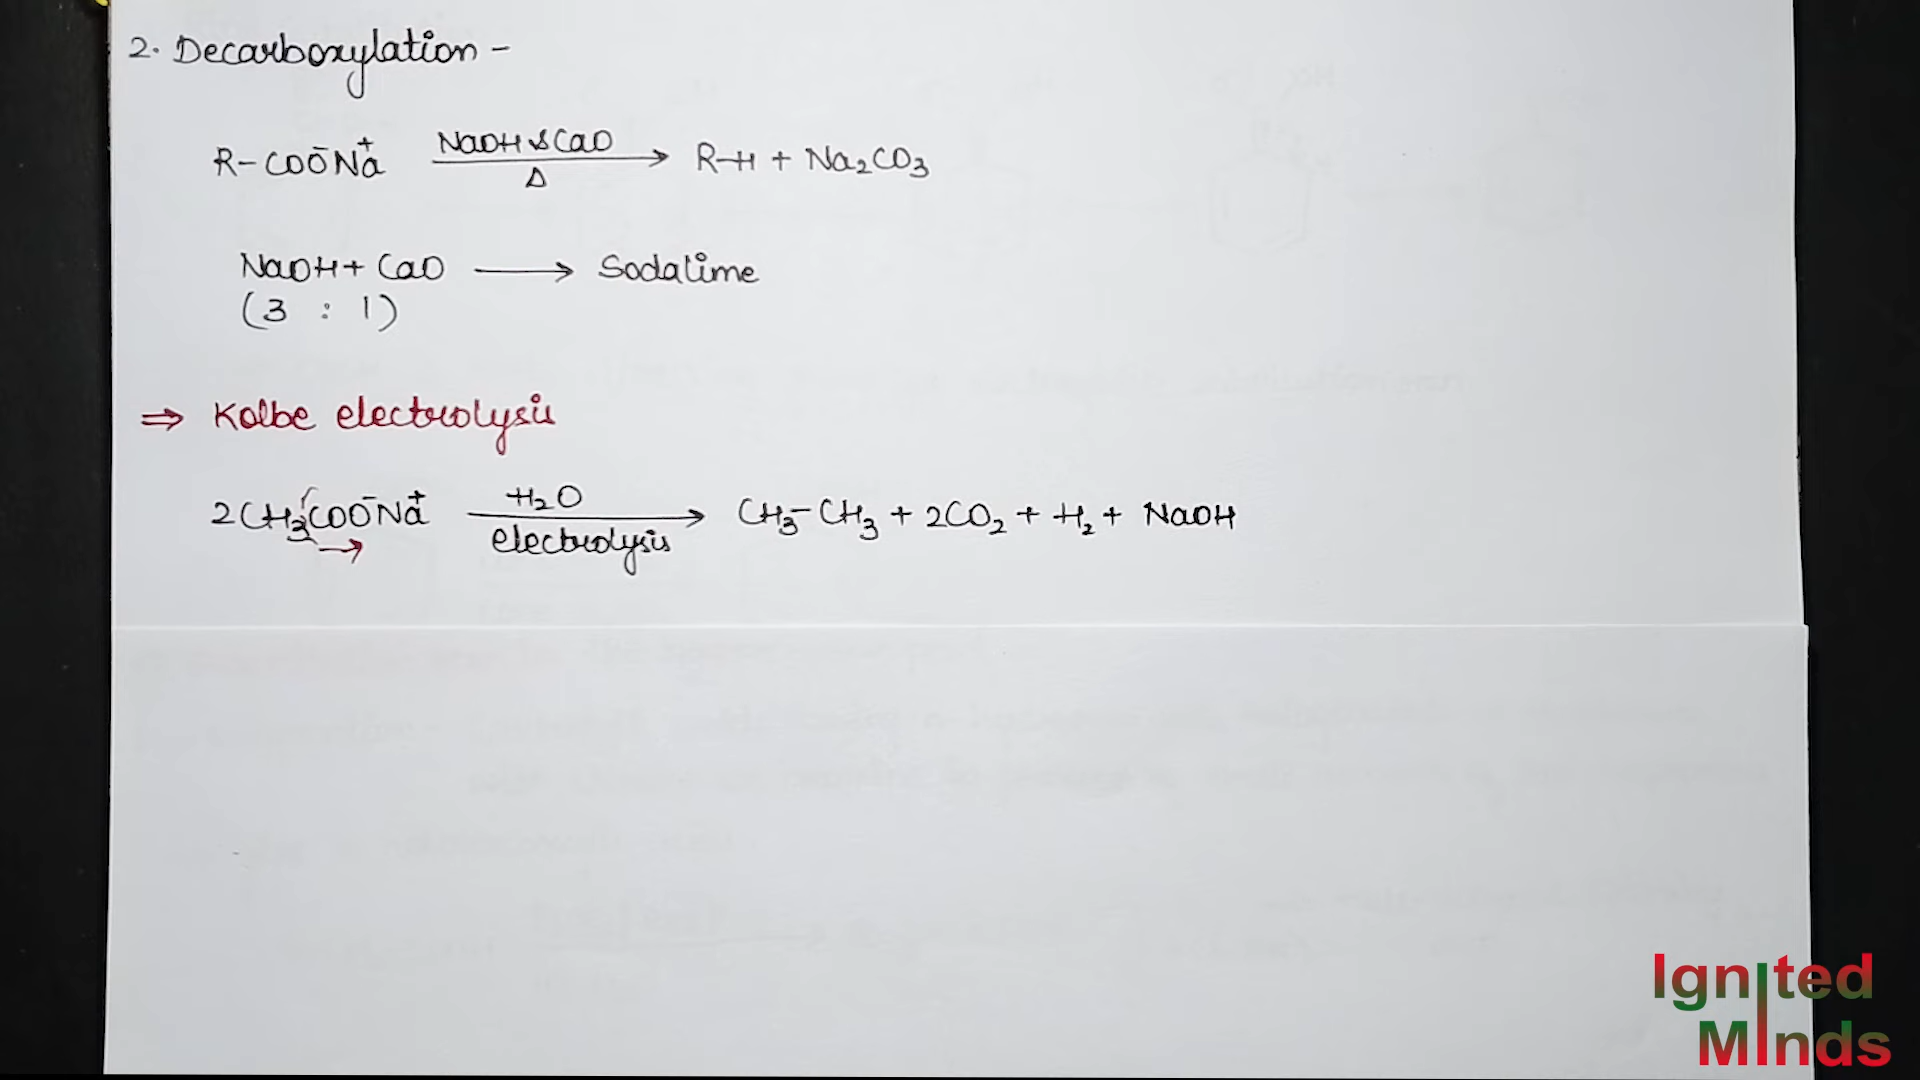 2. Decarboxylation -
R-COO⁻Na⁺ NaOH & CaO Δ → R-H + Na₂CO₃
NaOH + CaO → Sodalime
(3 : 1)
⇒ Kolbe electrolysis
2CH₃COO⁻Na⁺ H₂O electrolysis → CH₃-CH₃ + 2CO₂ + H₂ + NaOH
Ignited
Minds